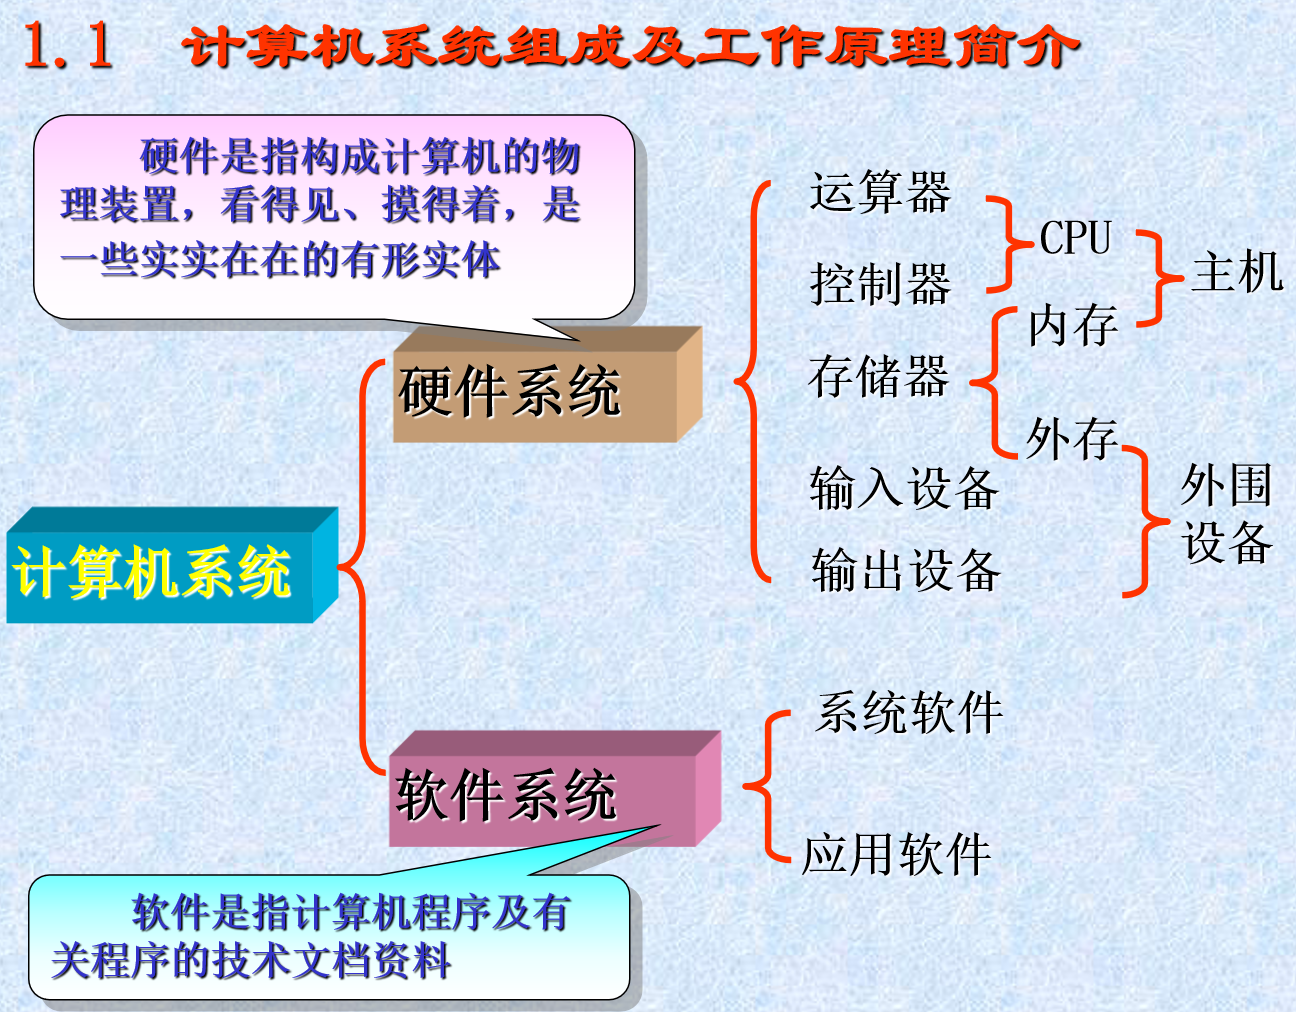 1.1 计算机系统组成及工作原理简介
硬件是指构成计算机的物
理装置，看得见、摸得着，是
一些实实在在的有形实体
运算器
控制器
CPU
主机
内存
存储器
硬件系统
外存
输入设备
外围
设备
输出设备
计算机系统
系统软件
软件系统
应用软件
软件是指计算机程序及有
关程序的技术文档资料